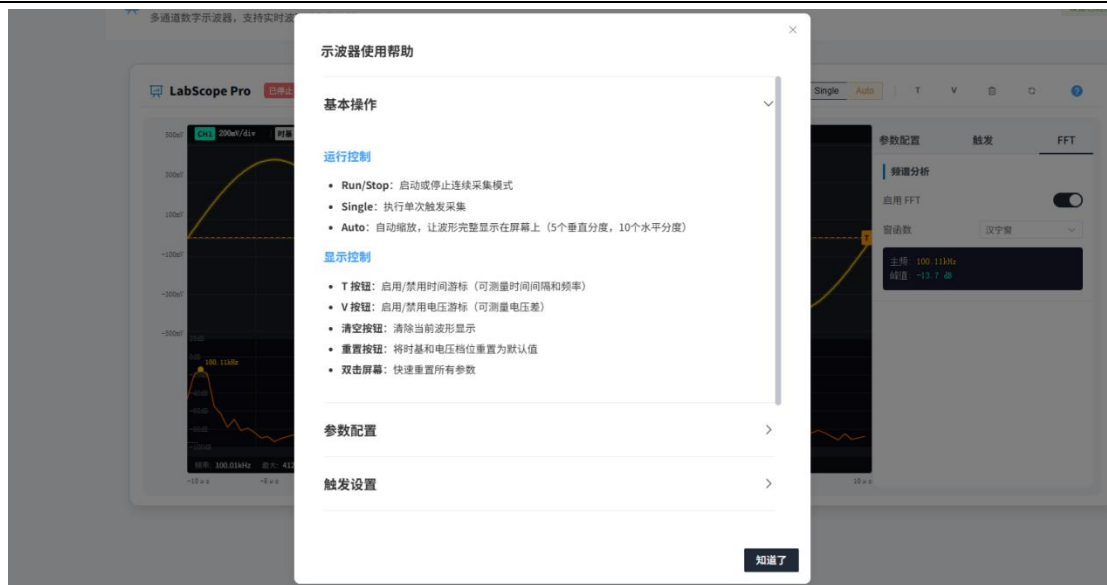 多通道数字示波器，支持实时波
示波器使用帮助
LabScope Pro
已停止
Single Auto T V
基本操作
运行控制
• Run/Stop：启动或停止连续采集模式
• Single：执行单次触发采集
• Auto：自动缩放，让波形完整显示在屏幕上（5个垂直分度，10个水平分度）
显示控制
• T 按钮：启用/禁用时间游标（可测量时间间隔和频率）
• V 按钮：启用/禁用电压游标（可测量电压差）
• 清空按钮：清除当前波形显示
• 重置按钮：将时基和电压档位重置为默认值
• 双击屏幕：快速重置所有参数
参数配置
触发设置
知道了
CH1 200mV/div 时基
300mV
100mV
-100mV
-300mV
T
100.11kHz
频率: 100.01kHz 最大: 412
-10μs
10μs
参数配置 触发 FFT
频谱分析
启用 FFT
窗函数 汉宁窗
主频: 100.11kHz
峰值: -13.7 dB